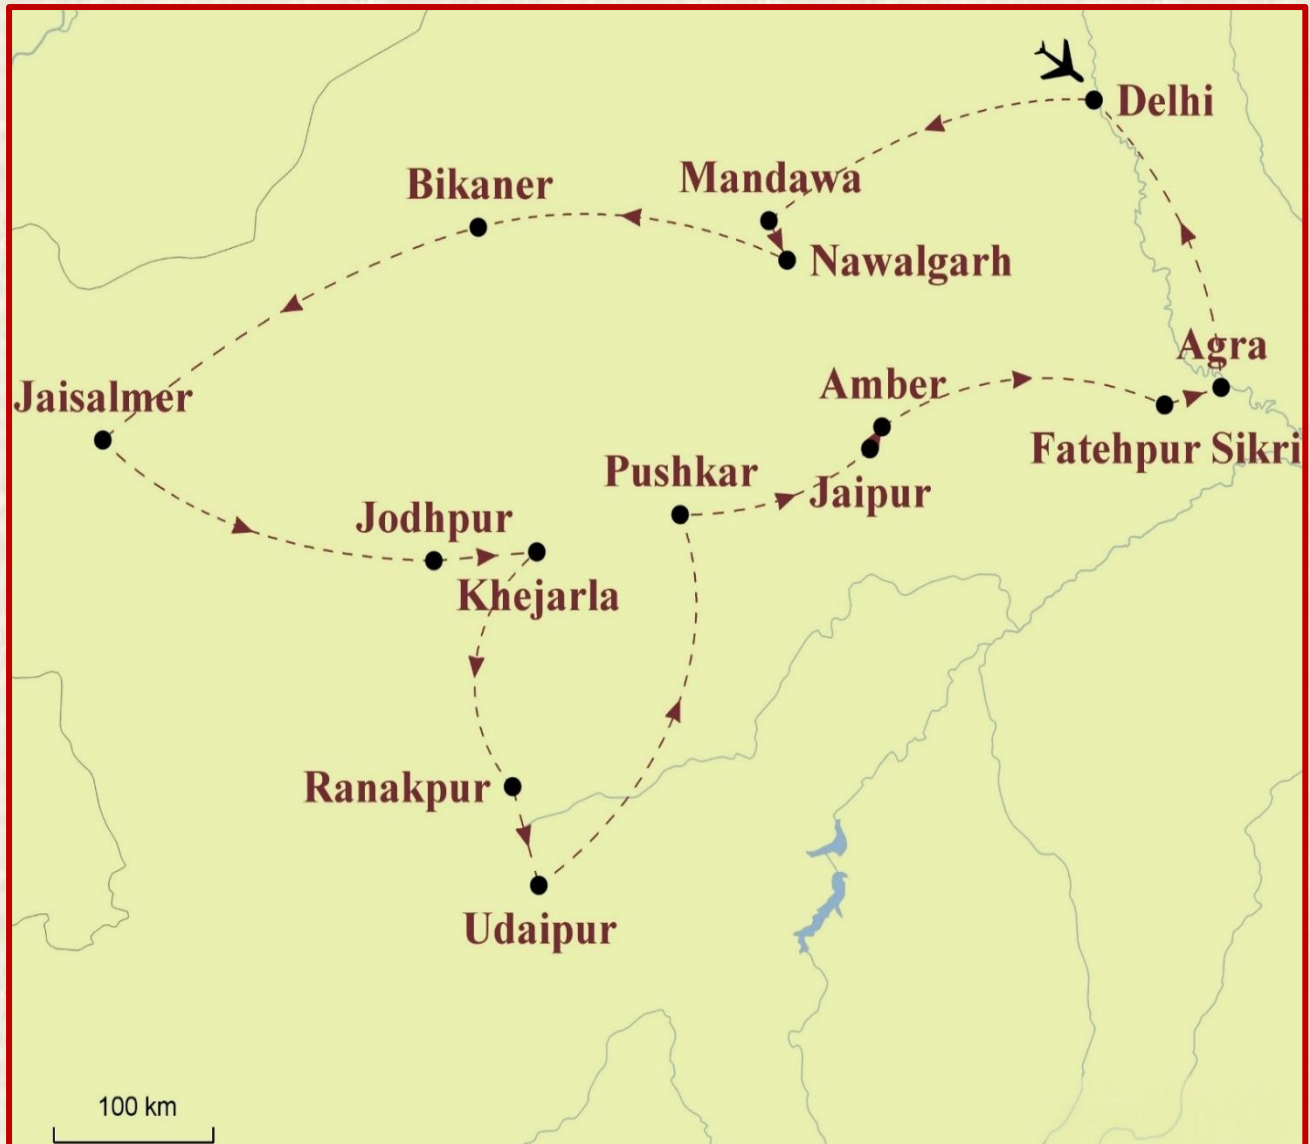 Delhi
Mandawa
Bikaner
Nawalgarh
Agra
Amber
Jaisalmer
Fatehpur Sikri
Pushkar
Jaipur
Jodhpur
Khejarla
Ranakpur
Udaipur
100 km